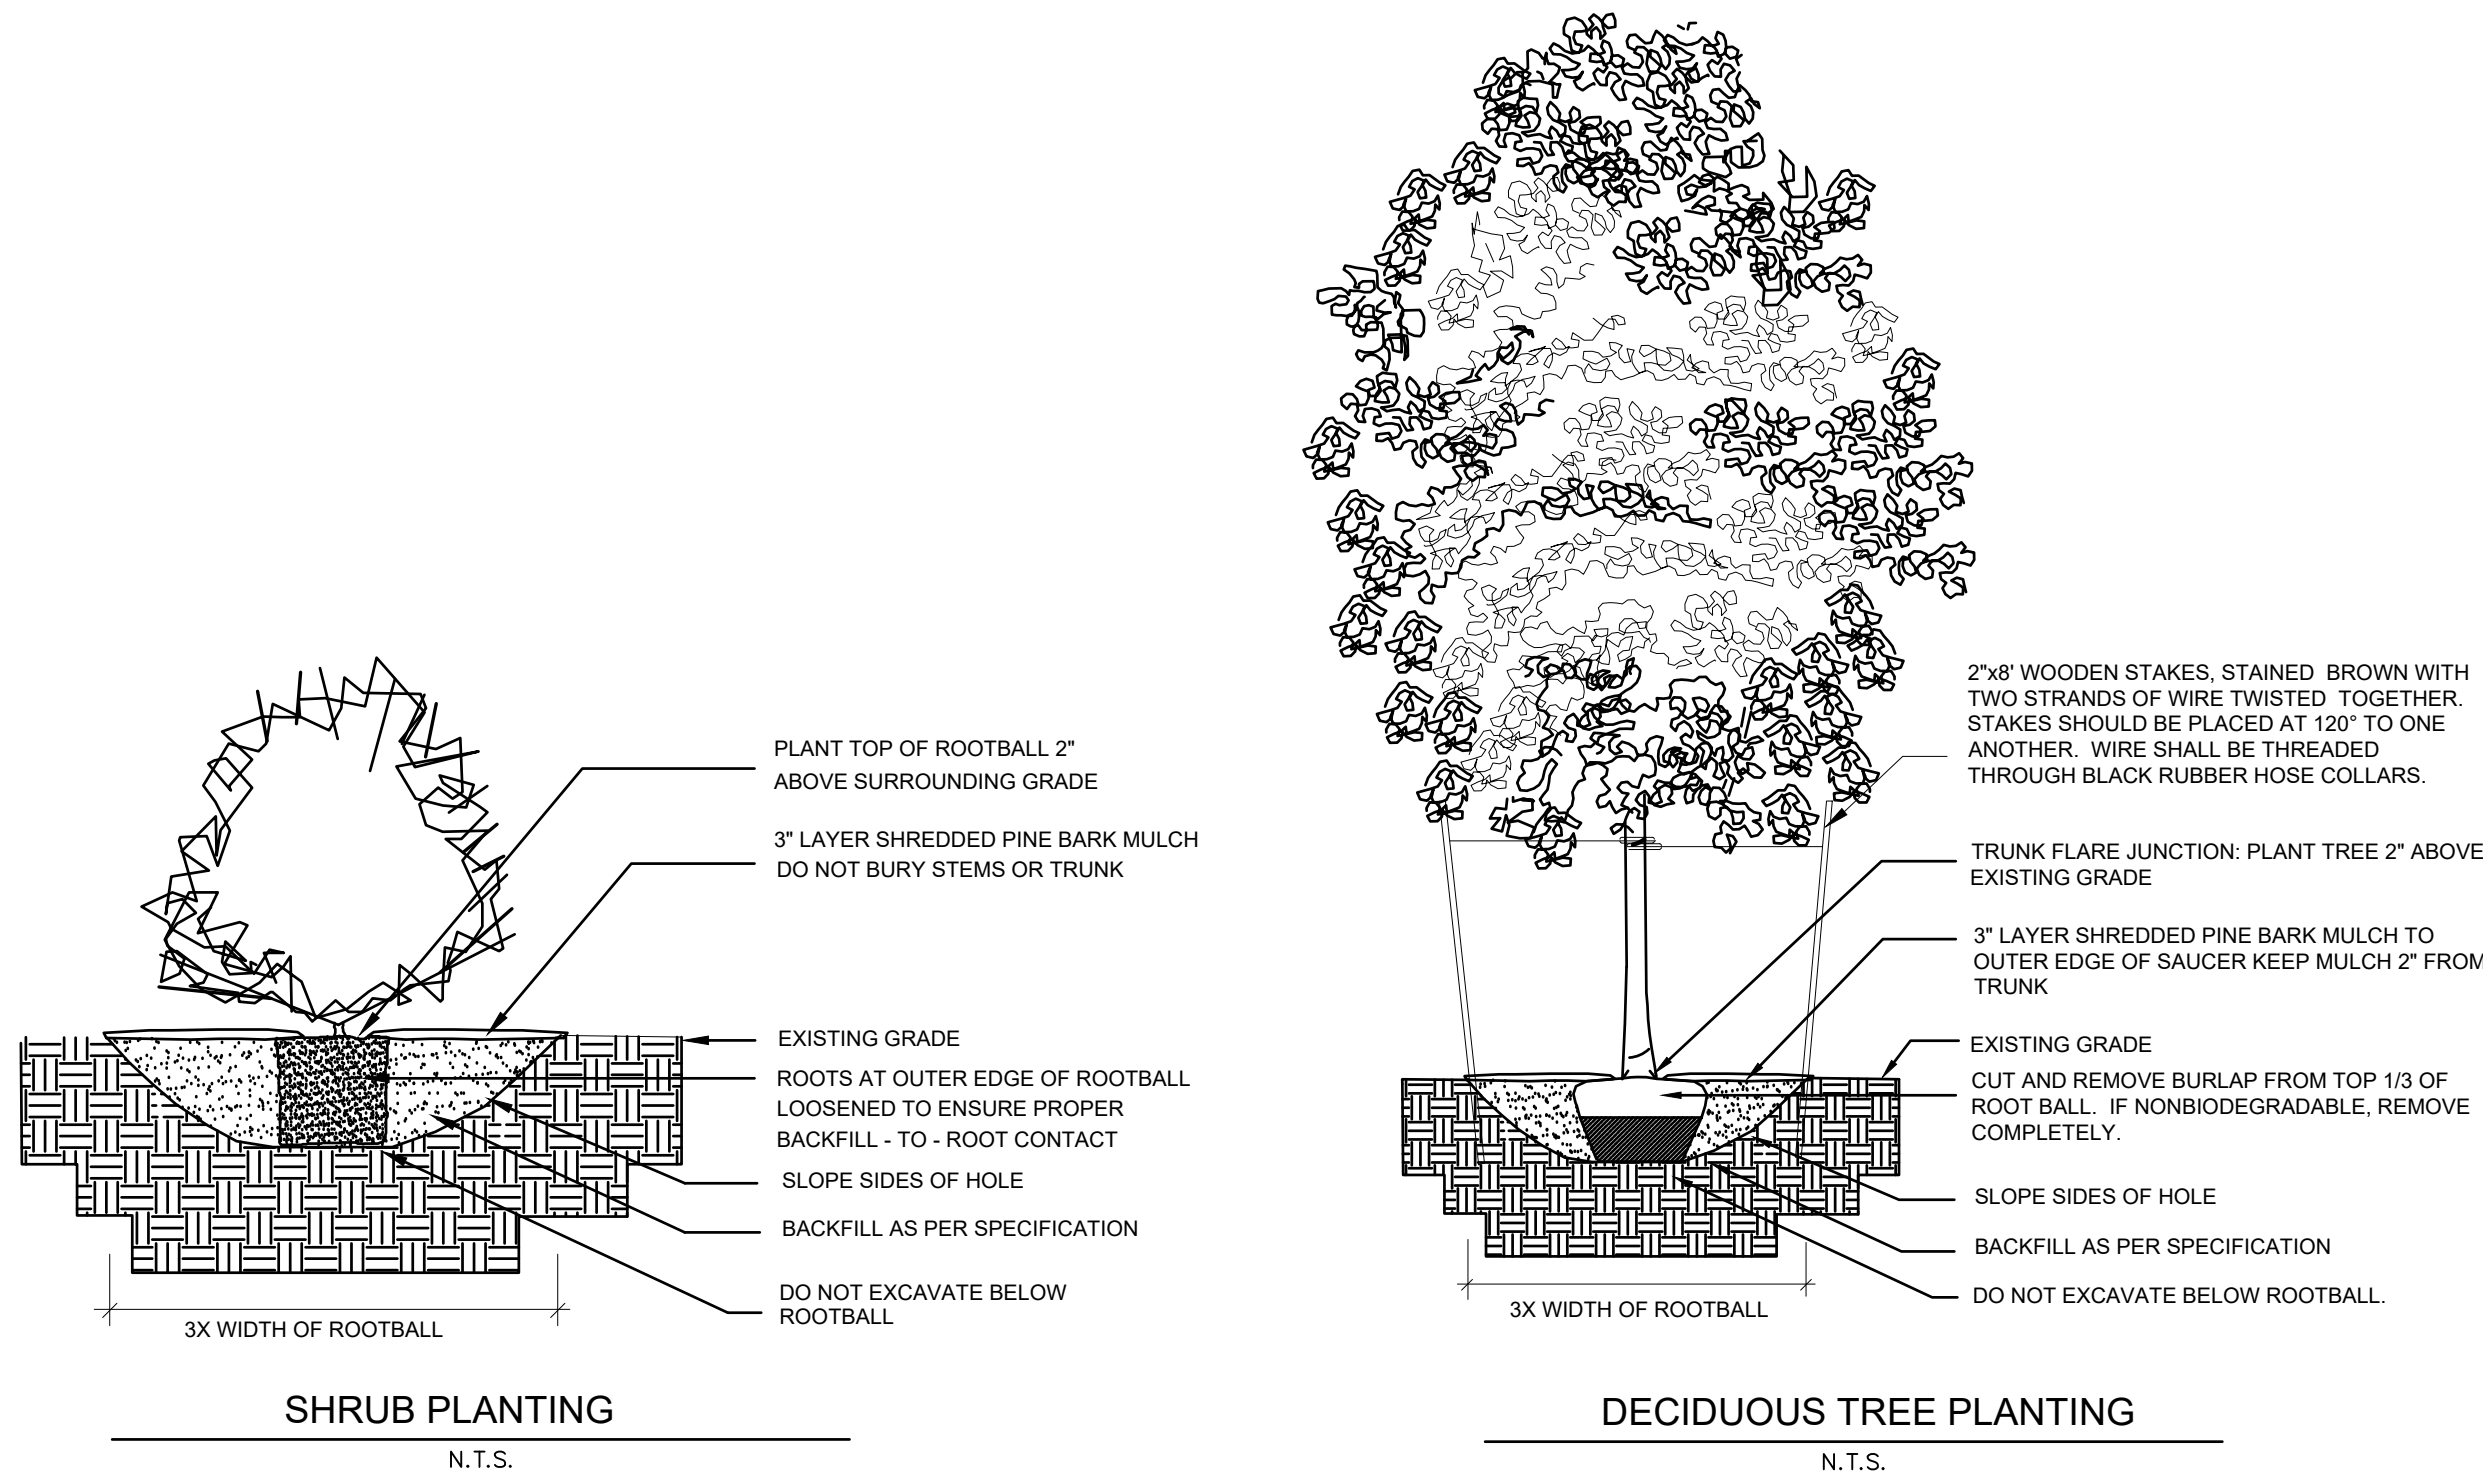 PLANT TOP OF ROOTBALL 2"
ABOVE SURROUNDING GRADE
3" LAYER SHREDDED PINE BARK MULCH
DO NOT BURY STEMS OR TRUNK
EXISTING GRADE
ROOTS AT OUTER EDGE OF ROOTBALL
LOOSENED TO ENSURE PROPER
BACKFILL - TO - ROOT CONTACT
SLOPE SIDES OF HOLE
BACKFILL AS PER SPECIFICATION
DO NOT EXCAVATE BELOW
ROOTBALL
3X WIDTH OF ROOTBALL
SHRUB PLANTING
N.T.S.
2"x8' WOODEN STAKES, STAINED BROWN WITH
TWO STRANDS OF WIRE TWISTED TOGETHER.
STAKES SHOULD BE PLACED AT 120° TO ONE
ANOTHER. WIRE SHALL BE THREADED
THROUGH BLACK RUBBER HOSE COLLARS.
TRUNK FLARE JUNCTION: PLANT TREE 2" ABOVE
EXISTING GRADE
3" LAYER SHREDDED PINE BARK MULCH TO
OUTER EDGE OF SAUCER KEEP MULCH 2" FROM
TRUNK
EXISTING GRADE
CUT AND REMOVE BURLAP FROM TOP 1/3 OF
ROOT BALL. IF NONBIODEGRADABLE, REMOVE
COMPLETELY.
SLOPE SIDES OF HOLE
BACKFILL AS PER SPECIFICATION
DO NOT EXCAVATE BELOW ROOTBALL.
3X WIDTH OF ROOTBALL
DECIDUOUS TREE PLANTING
N.T.S.